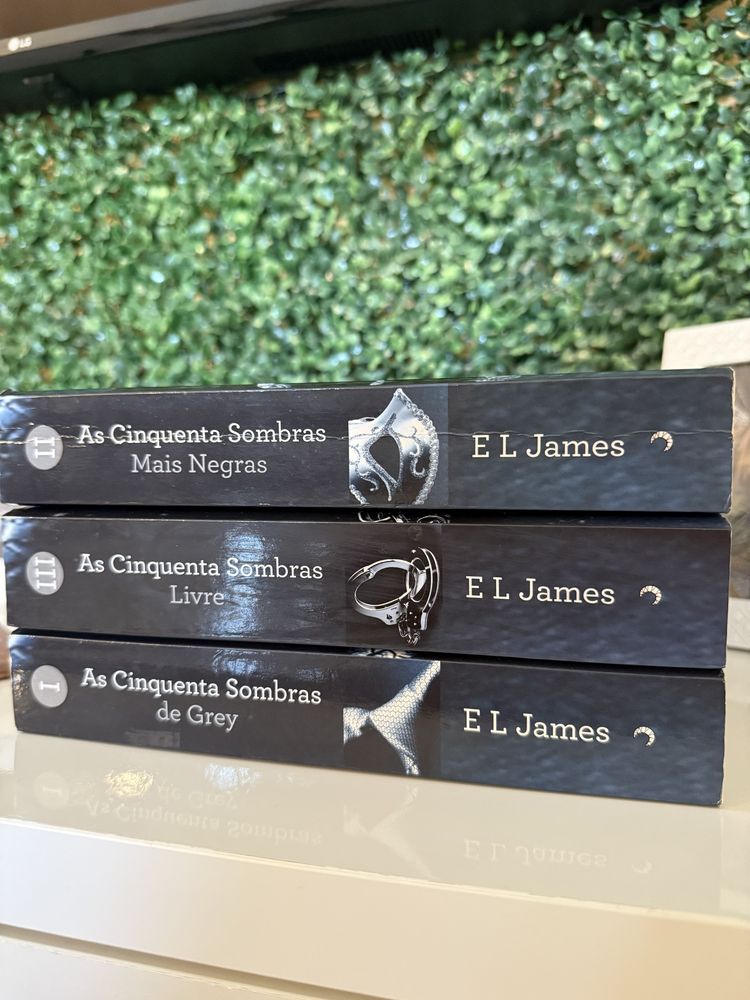 LG
II
As Cinquenta Sombras
Mais Negras
E L James
III
As Cinquenta Sombras
Livre
E L James
I
As Cinquenta Sombras
de Grey
E L James